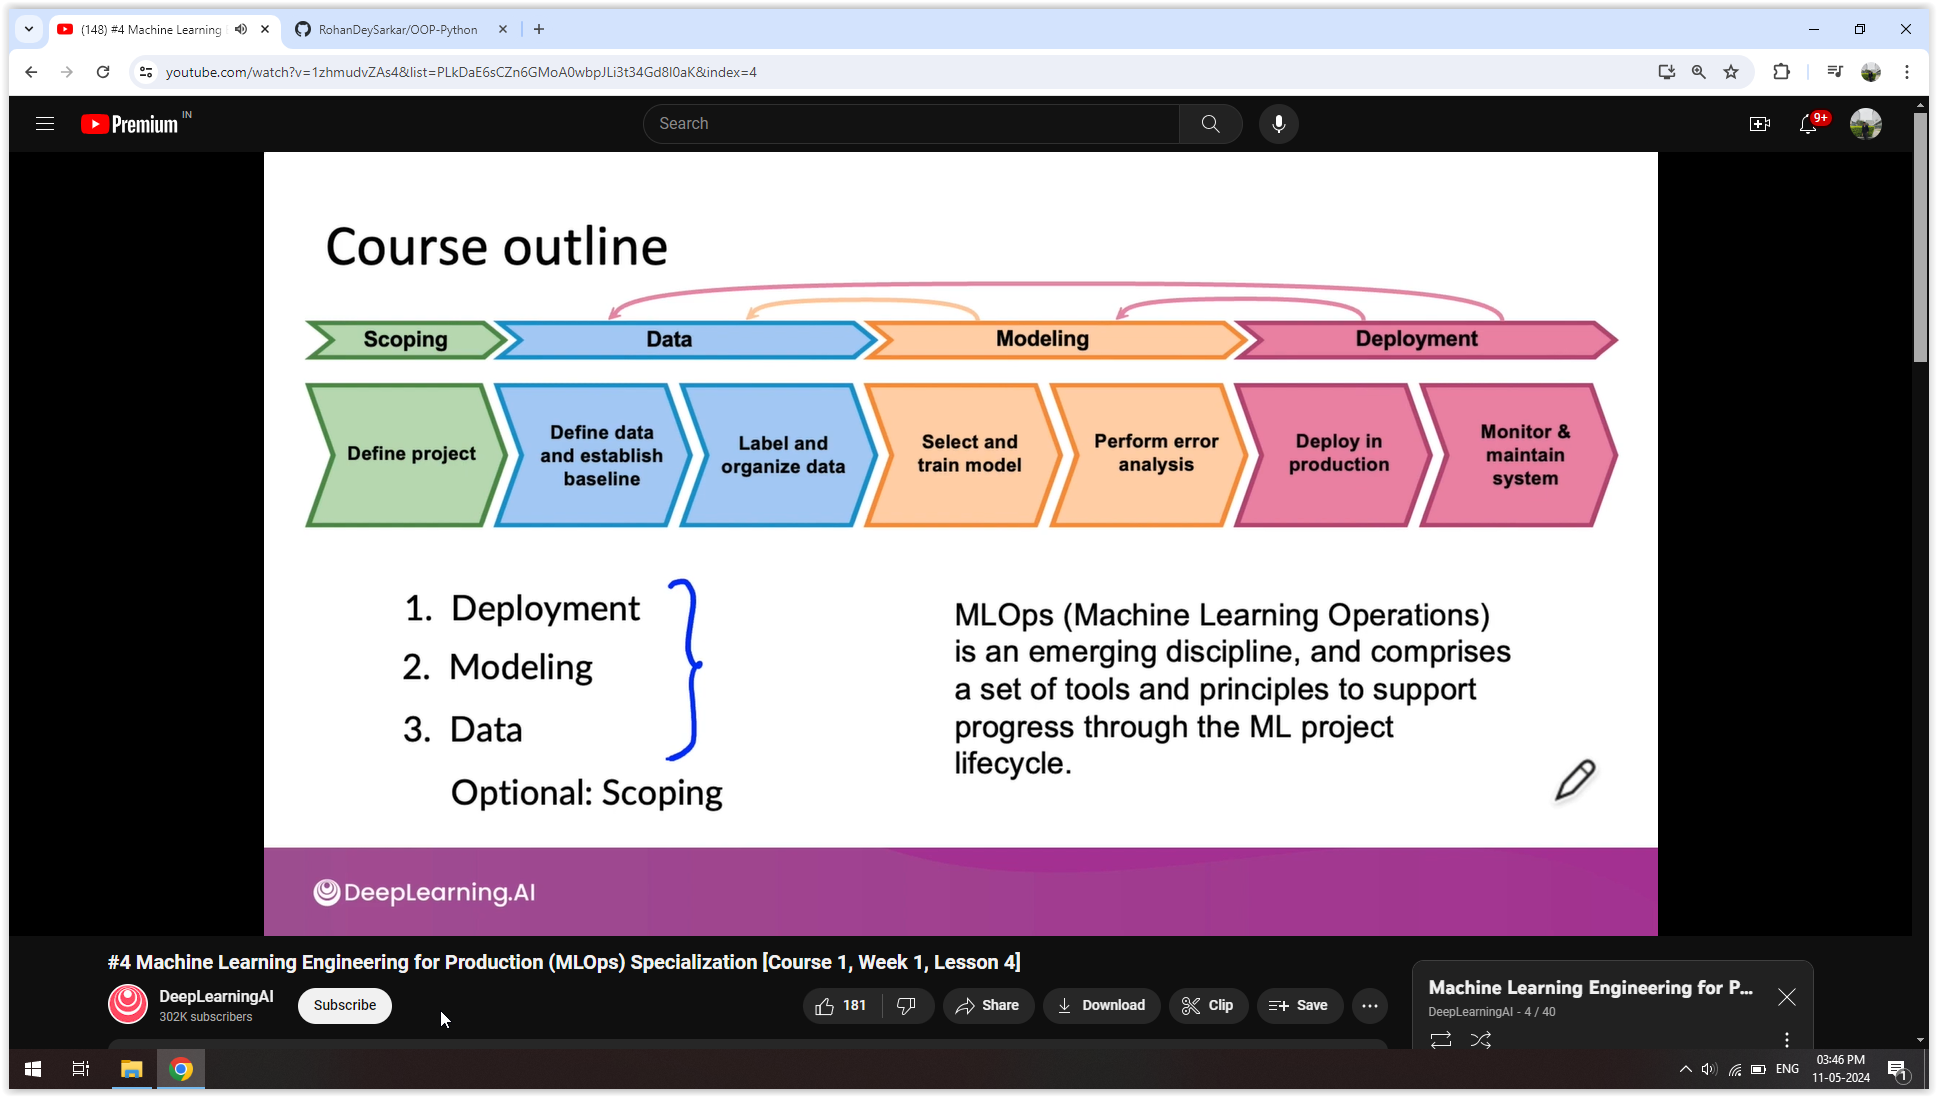 (148) #4 Machine Learning
RohanDeySarkar/OOP-Python
youtube.com/watch?v=1zhmudvZAs4&list=PLkDaE6sCZn6GMoA0wbpJLi3t34Gd8l0aK&index=4
Premium IN
Search
9+
Course outline
Scoping Data Modeling Deployment
Define project
Define data
and establish
baseline
Label and
organize data
Select and
train model
Perform error
analysis
Deploy in
production
Monitor &
maintain
system
1. Deployment
2. Modeling
3. Data
Optional: Scoping
MLOps (Machine Learning Operations)
is an emerging discipline, and comprises
a set of tools and principles to support
progress through the ML project
lifecycle.
DeepLearning.AI
#4 Machine Learning Engineering for Production (MLOps) Specialization [Course 1, Week 1, Lesson 4]
DeepLearningAI
302K subscribers
Subscribe
181
Share
Download
Clip
Save
Machine Learning Engineering for P...
DeepLearningAI - 4 / 40
ENG
03:46 PM
11-05-2024
1